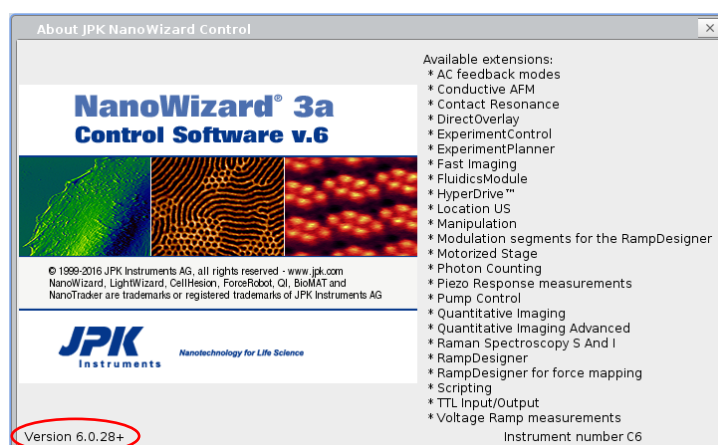 About JPK NanoWizard Control
NanoWizard® 3a
Control Software v.6
© 1999-2016 JPK Instruments AG, all rights reserved - www.jpk.com
NanoWizard, LightWizard, CellHesion, ForceRobot, QI, BioMAT and
NanoTracker are trademarks or registered trademarks of JPK Instruments AG
JPK
Instruments
Nanotechnology for Life Science
Available extensions:
* AC feedback modes
* Conductive AFM
* Contact Resonance
* DirectOverlay
* ExperimentControl
* ExperimentPlanner
* Fast Imaging
* FluidicsModule
* HyperDrive™
* Location US
* Manipulation
* Modulation segments for the RampDesigner
* Motorized Stage
* Photon Counting
* Piezo Response measurements
* Pump Control
* Quantitative Imaging
* Quantitative Imaging Advanced
* Raman Spectroscopy S And I
* RampDesigner
* RampDesigner for force mapping
* Scripting
* TTL Input/Output
* Voltage Ramp measurements
Version 6.0.28+
Instrument number C6